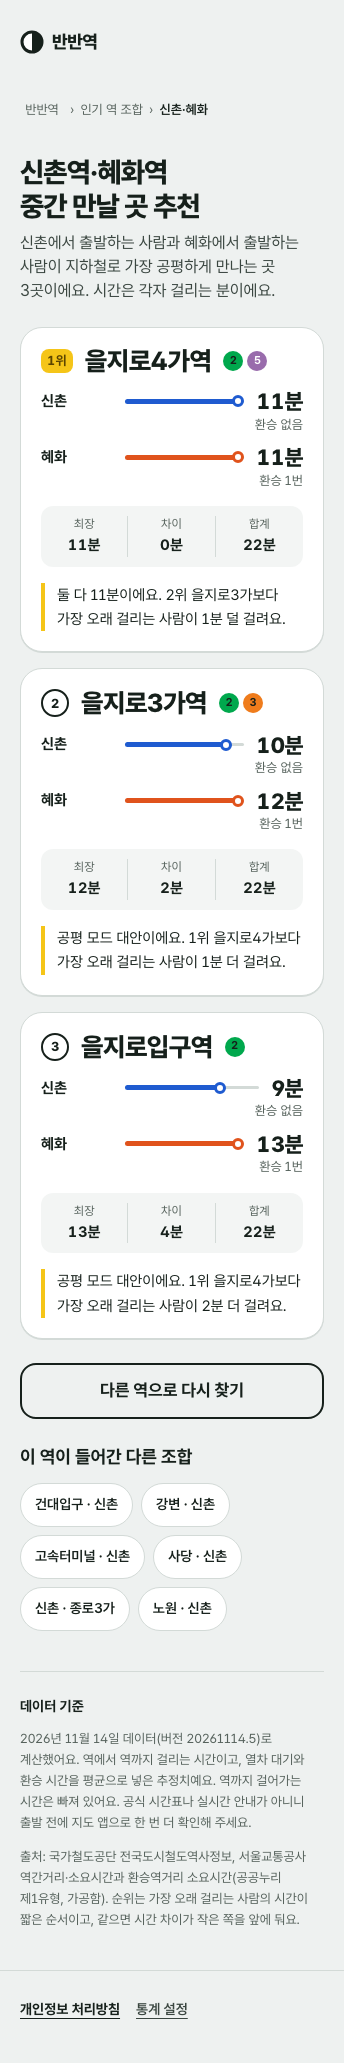 반반역
반반역 › 인기 역 조합 › 신촌·혜화
신촌역·혜화역
중간 만날 곳 추천
신촌에서 출발하는 사람과 혜화에서 출발하는
사람이 지하철로 가장 공평하게 만나는 곳
3곳이에요. 시간은 각자 걸리는 분이에요.
1위 을지로4가역 2 5
신촌 11분
환승 없음
혜화 11분
환승 1번
최장 차이 합계
11분 0분 22분
둘 다 11분이에요. 2위 을지로3가보다
가장 오래 걸리는 사람이 1분 덜 걸려요.
2 을지로3가역 2 3
신촌 10분
환승 없음
혜화 12분
환승 1번
최장 차이 합계
12분 2분 22분
공평 모드 대안이에요. 1위 을지로4가보다
가장 오래 걸리는 사람이 1분 더 걸려요.
3 을지로입구역 2
신촌 9분
환승 없음
혜화 13분
환승 1번
최장 차이 합계
13분 4분 22분
공평 모드 대안이에요. 1위 을지로4가보다
가장 오래 걸리는 사람이 2분 더 걸려요.
다른 역으로 다시 찾기
이 역이 들어간 다른 조합
건대입구 · 신촌 강변 · 신촌
고속터미널 · 신촌 사당 · 신촌
신촌 · 종로3가 노원 · 신촌
데이터 기준
2026년 11월 14일 데이터(버전 20261114.5)로
계산했어요. 역에서 역까지 걸리는 시간이고, 열차 대기와
환승 시간을 평균으로 넣은 추정치예요. 역까지 걸어가는
시간은 빠져 있어요. 공식 시간표나 실시간 안내가 아니니
출발 전에 지도 앱으로 한 번 더 확인해 주세요.
출처: 국가철도공단 전국도시철도역사정보, 서울교통공사
역간거리·소요시간과 환승역거리 소요시간(공공누리
제1유형, 가공함). 순위는 가장 오래 걸리는 사람의 시간이
짧은 순서이고, 같으면 시간 차이가 작은 쪽을 앞에 둬요.
개인정보 처리방침 통계 설정